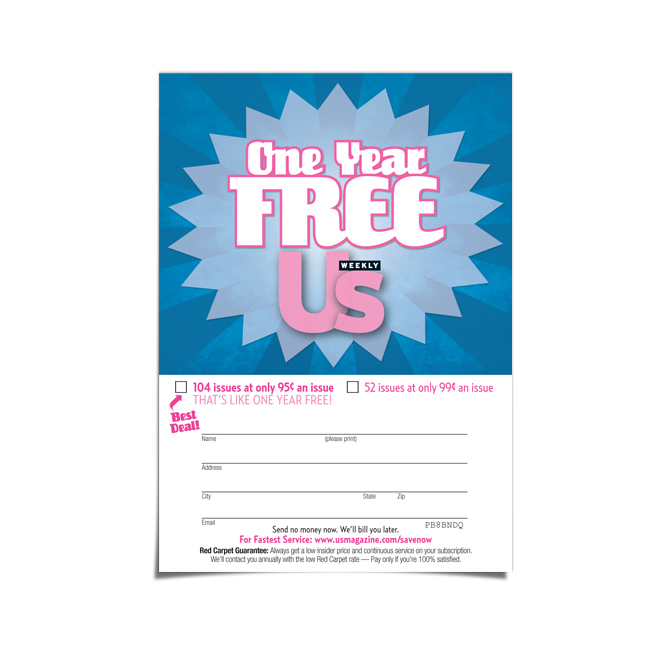 One Year
FREE
Us WEEKLY
104 issues at only 95¢ an issue
THAT'S LIKE ONE YEAR FREE!
52 issues at only 99¢ an issue
Best
Deal!
Name (please print)
Address
City State Zip
Email
Send no money now. We'll bill you later.
PB8BNDQ
For Fastest Service: www.usmagazine.com/savenow
Red Carpet Guarantee: Always get a low insider price and continuous service on your subscription.
We'll contact you annually with the low Red Carpet rate — Pay only if you're 100% satisfied.